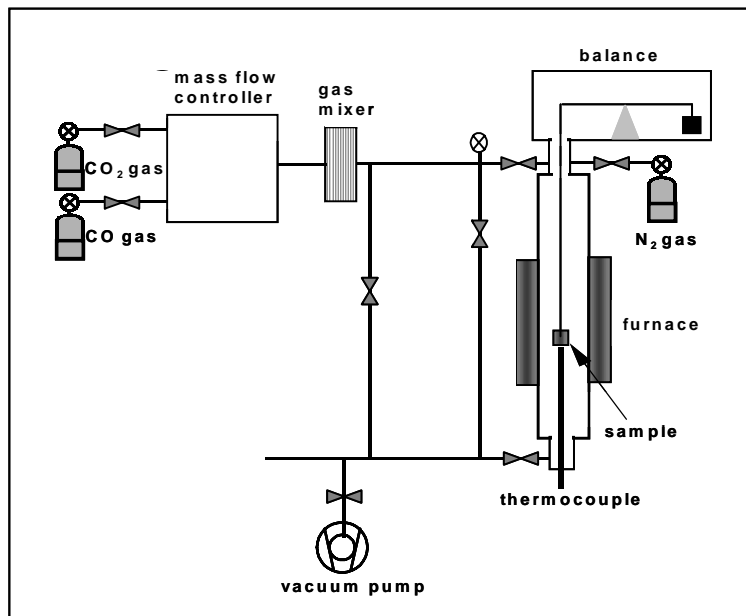 mass flow
controller
gas
mixer
balance
CO₂ gas
CO gas
N₂ gas
furnace
sample
thermocouple
vacuum pump